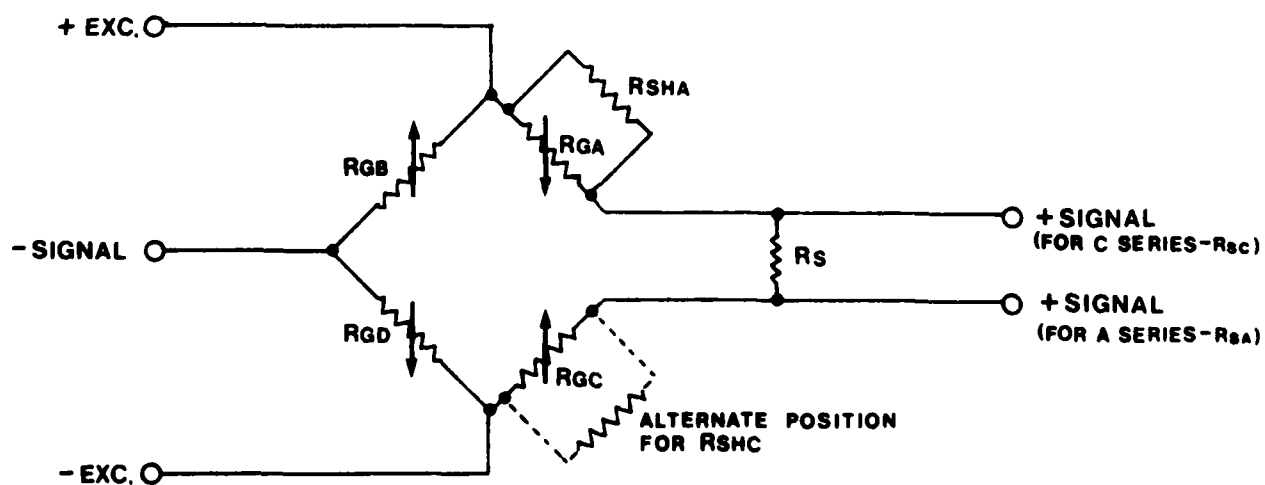 + EXC.
RSHA
RGA
RGB
+ SIGNAL
(FOR C SERIES-RSC)
- SIGNAL
RS
+ SIGNAL
(FOR A SERIES-RSA)
RGD
RGC
ALTERNATE POSITION
FOR RSHC
- EXC.